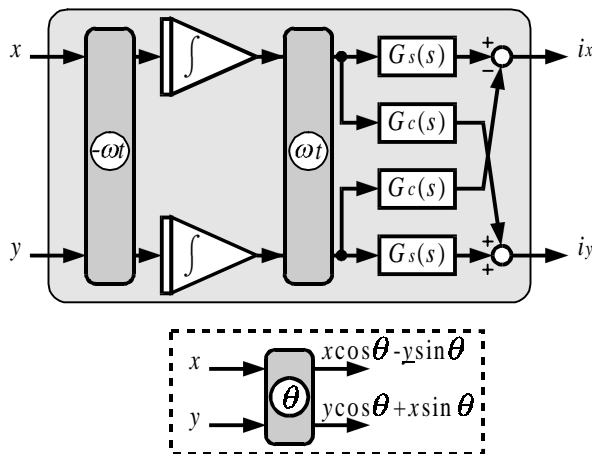 x
-ωt
∫
ωt
Gs(s)
+
−
ix
Gc(s)
Gc(s)
y
∫
Gs(s)
+
+
iy
x
θ
xcosθ-ysinθ
y
ycosθ+xsinθ